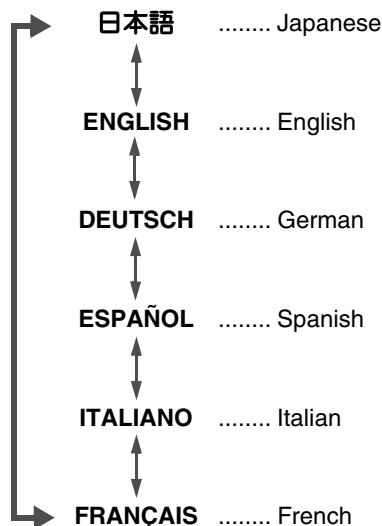 日本語 ........ Japanese
ENGLISH ........ English
DEUTSCH ........ German
ESPAÑOL ........ Spanish
ITALIANO ........ Italian
FRANÇAIS ........ French